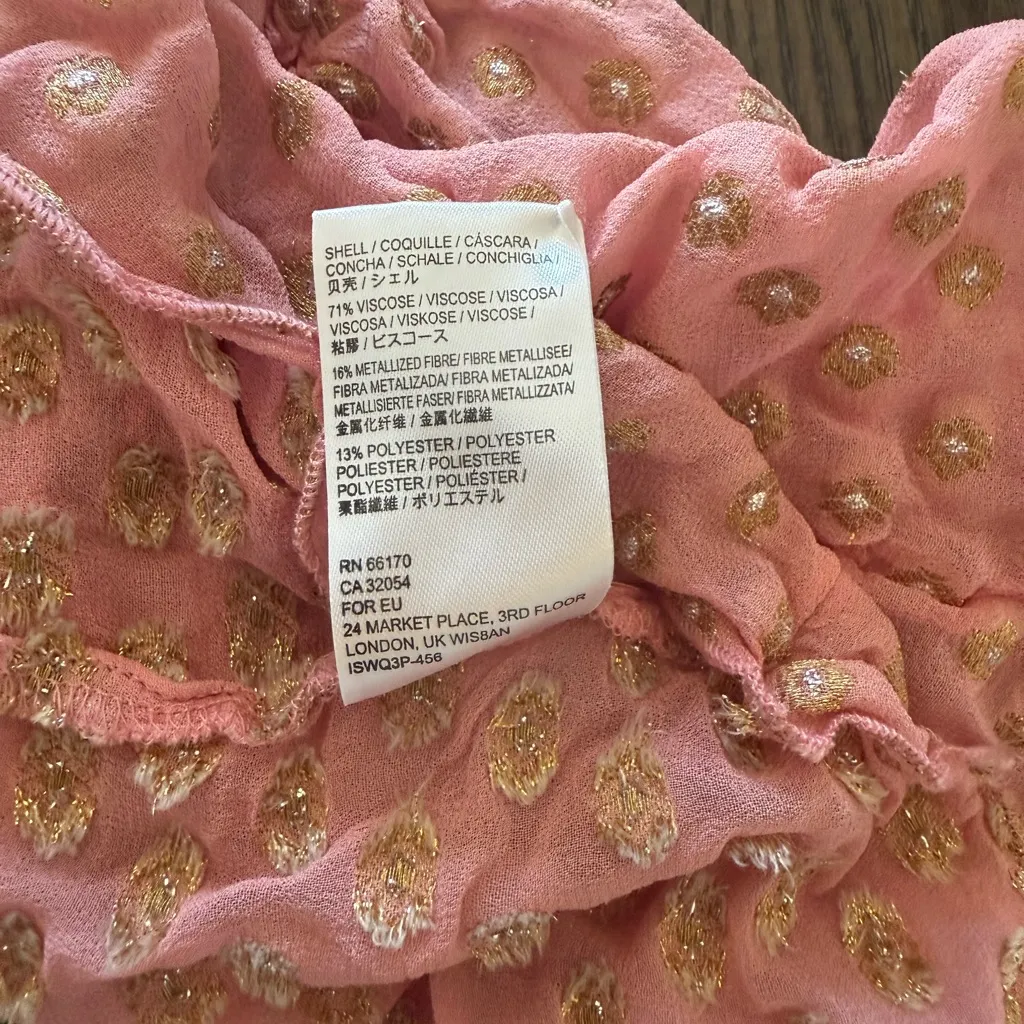 SHELL / COQUILLE / CÁSCARA /
CONCHA / SCHALE / CONCHIGLIA /
贝壳 / シェル
71% VISCOSE / VISCOSE / VISCOSA /
VISCOSA / VISKOSE / VISCOSE /
粘膠 / ビスコース
16% METALLIZED FIBRE/ FIBRE METALLISEE/
FIBRA METALIZADA/ FIBRA METALIZADA/
METALLISIERTE FASER/ FIBRA METALLIZZATA/
金属化纤维 / 金属化繊維
13% POLYESTER / POLYESTER
POLIESTER / POLIESTERE
POLYESTER / POLIÉSTER /
聚酯纖維 / ポリエステル
RN 66170
CA 32054
FOR EU
24 MARKET PLACE, 3RD FLOOR
LONDON, UK WIS8AN
ISWQ3P-456